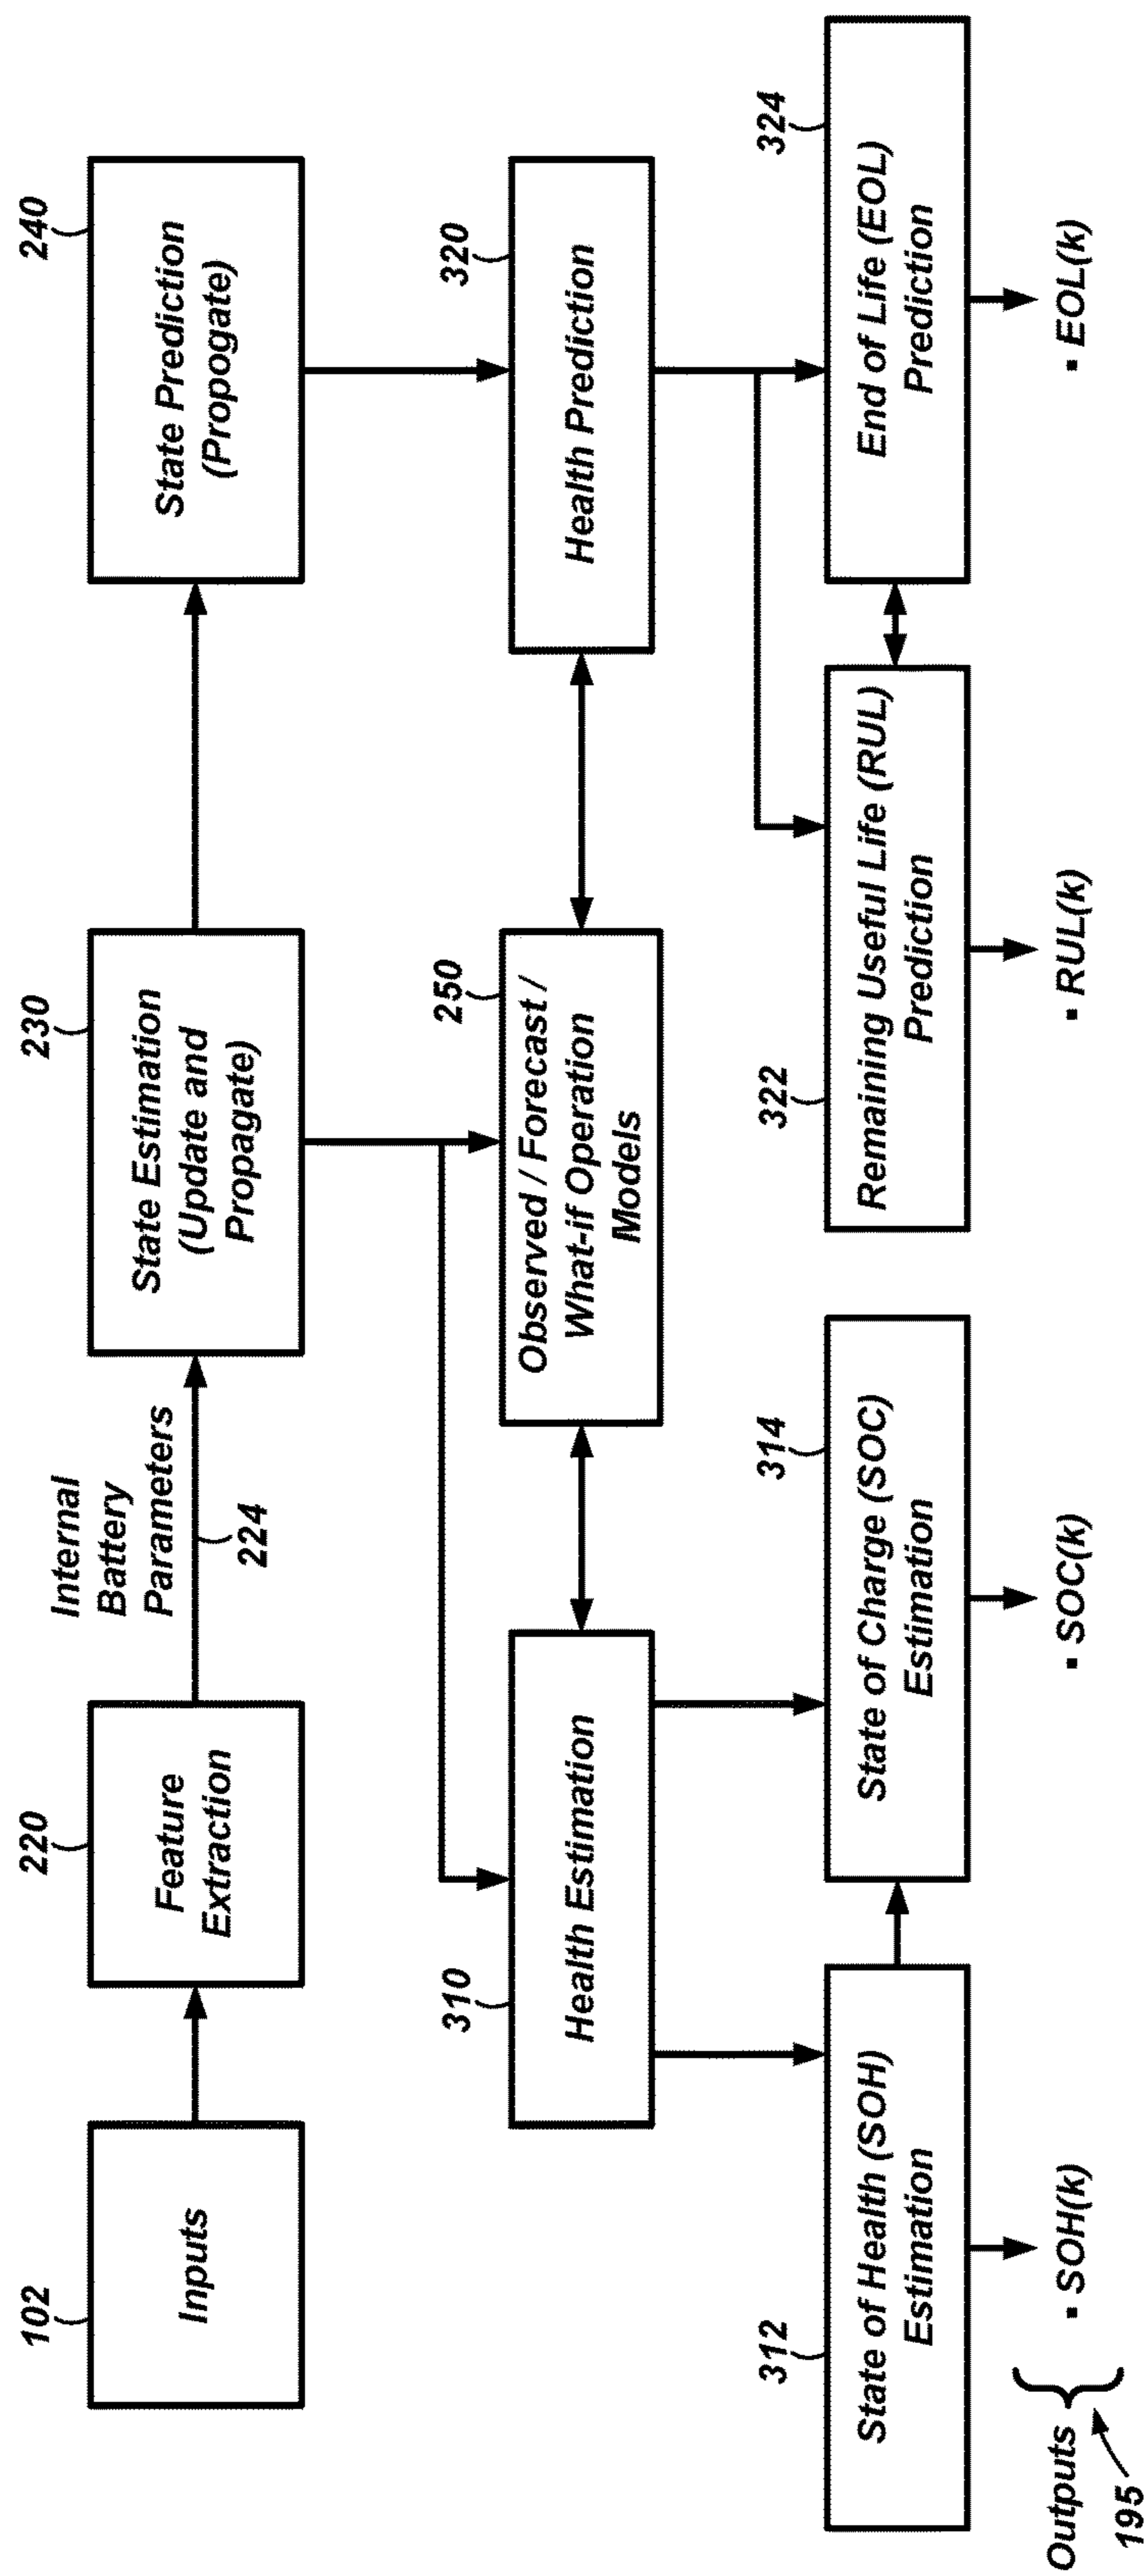 102
Inputs
220
Feature
Extraction
Internal
Battery
Parameters
224
230
State Estimation
(Update and
Propagate)
240
State Prediction
(Propogate)
310
Health Estimation
250
Observed / Forecast /
What-if Operation
Models
320
Health Prediction
312
State of Health (SOH)
Estimation
314
State of Charge (SOC)
Estimation
322
Remaining Useful Life (RUL)
Prediction
324
End of Life (EOL)
Prediction
Outputs
195
▪ SOH(k)
▪ SOC(k)
▪ RUL(k)
▪ EOL(k)